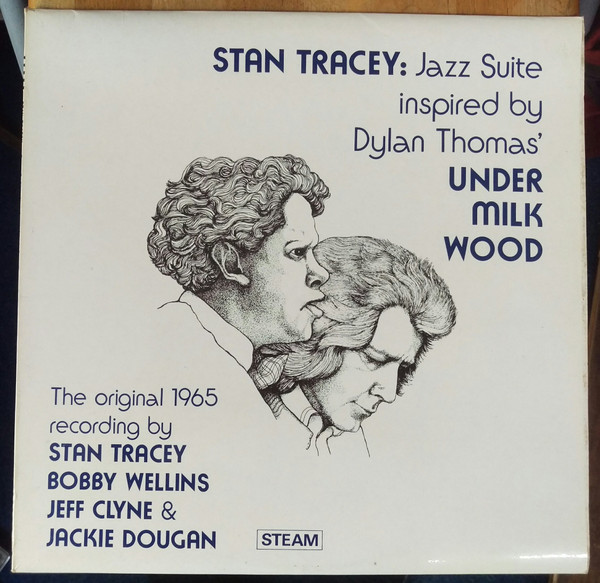 STAN TRACEY: Jazz Suite
inspired by
Dylan Thomas'
UNDER
MILK
WOOD
The original 1965
recording by
STAN TRACEY
BOBBY WELLINS
JEFF CLYNE &
JACKIE DOUGAN
STEAM